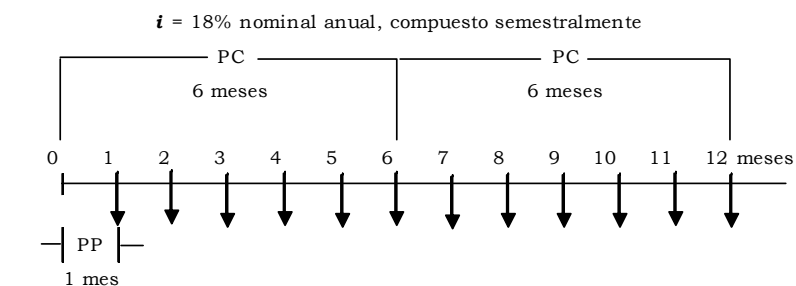 i = 18% nominal anual, compuesto semestralmente
PC PC
6 meses 6 meses
0 1 2 3 4 5 6 7 8 9 10 11 12 meses
PP
1 mes